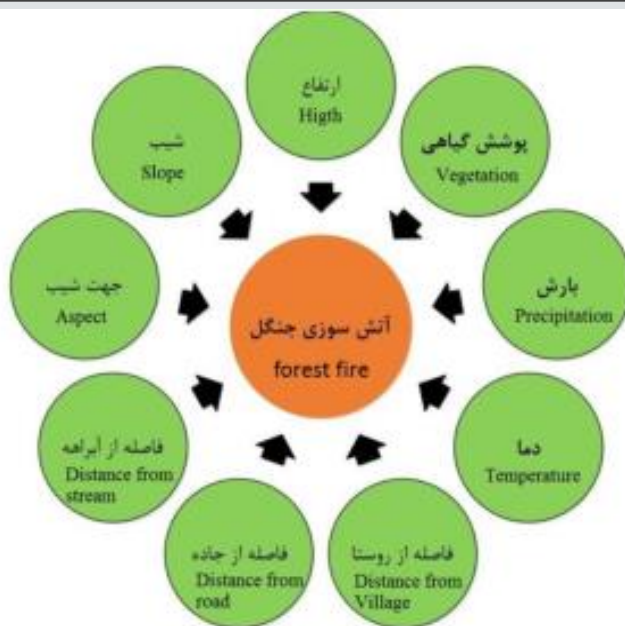 ارتفاع
Higth
پوشش گیاهی
Vegetation
بارش
Precipitation
دما
Temperature
فاصله از روستا
Distance from
Village
فاصله از جاده
Distance from
road
فاصله از آبراهه
Distance from
stream
جهت شیب
Aspect
شیب
Slope
آتش سوزی جنگل
forest fire